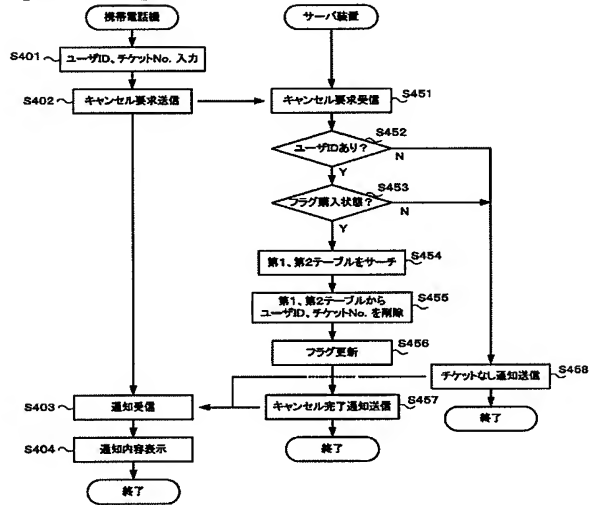 携帯電話機
サーバ装置
S401
ユーザID、チケットNo. 入力
S402
キャンセル要求送信
キャンセル要求受信
S451
S452
ユーザIDあり？
N
Y
S453
フラグ購入状態？
N
Y
第1、第2テーブルをサーチ
S454
第1、第2テーブルから
ユーザID、チケットNo. を削除
S455
フラグ更新
S456
チケットなし通知送信
S458
S403
通知受信
キャンセル完了通知送信
S457
終了
S404
通知内容表示
終了
終了